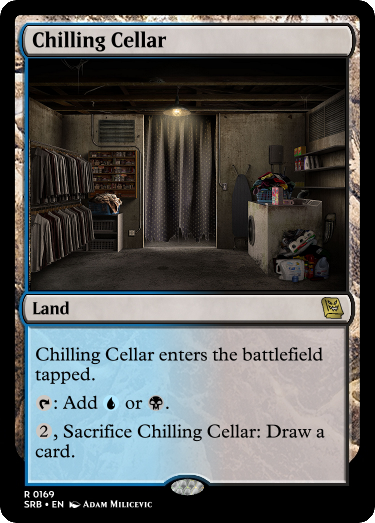 Chilling Cellar
Land
Chilling Cellar enters the battlefield
tapped.
: Add or .
2, Sacrifice Chilling Cellar: Draw a
card.
R 0169
SRB • EN Adam Milicevic